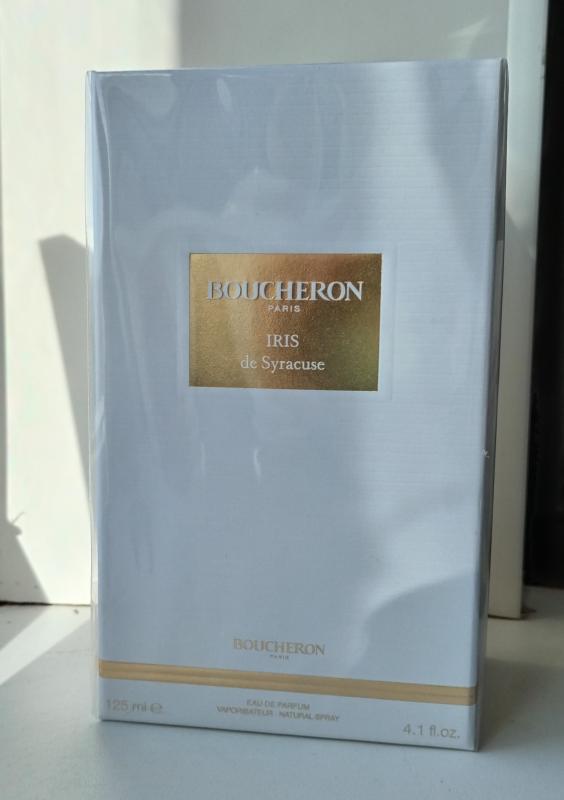 BOUCHERON
PARIS
IRIS
de Syracuse
BOUCHERON
PARIS
125 ml e
EAU DE PARFUM
VAPORISATEUR - NATURAL SPRAY
4.1 fl.oz.